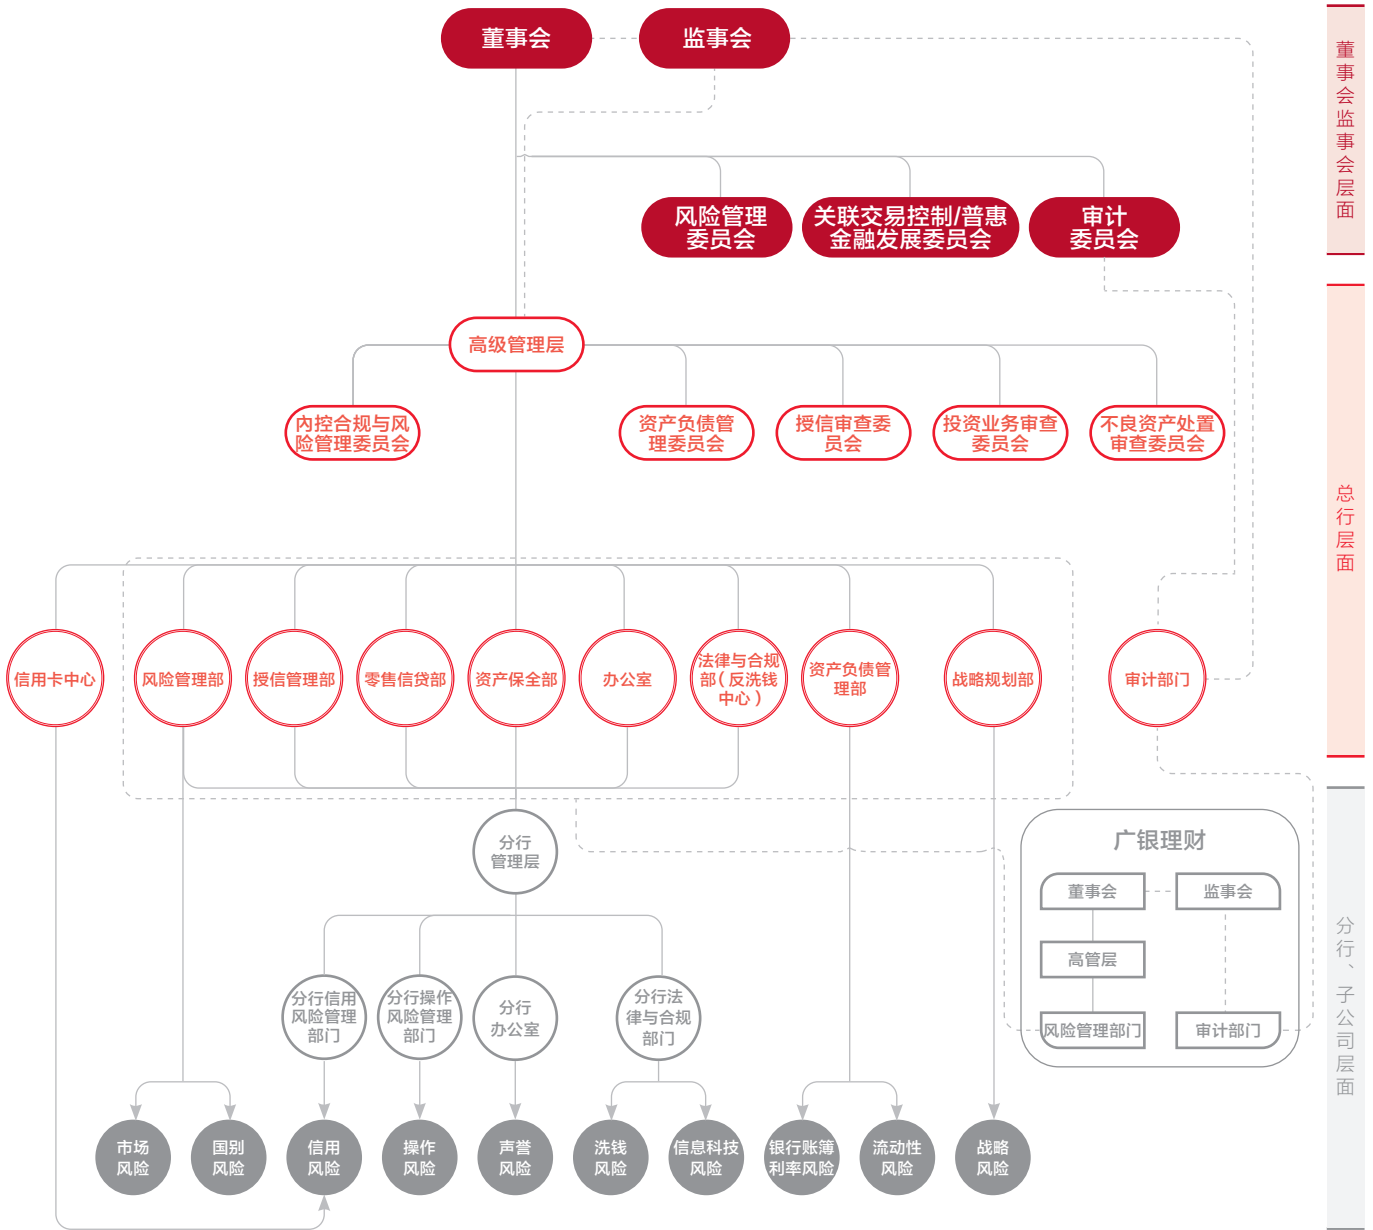 董事会
监事会
风险管理
委员会
关联交易控制/普惠
金融发展委员会
审计
委员会
董事会监事会层面
高级管理层
内控合规与风
险管理委员会
资产负债管
理委员会
授信审查委
员会
投资业务审查
委员会
不良资产处置
审查委员会
总行层面
信用卡中心
风险管理部
授信管理部
零售信贷部
资产保全部
办公室
法律与合规
部(反洗钱
中心)
资产负债管
理部
战略规划部
审计部门
分行
管理层
广银理财
董事会
监事会
高管层
风险管理部门
审计部门
分行、子公司层面
分行信用
风险管理
部门
分行操作
风险管理
部门
分行
办公室
分行法
律与合规
部门
市场
风险
国别
风险
信用
风险
操作
风险
声誉
风险
洗钱
风险
信息科技
风险
银行账簿
利率风险
流动性
风险
战略
风险